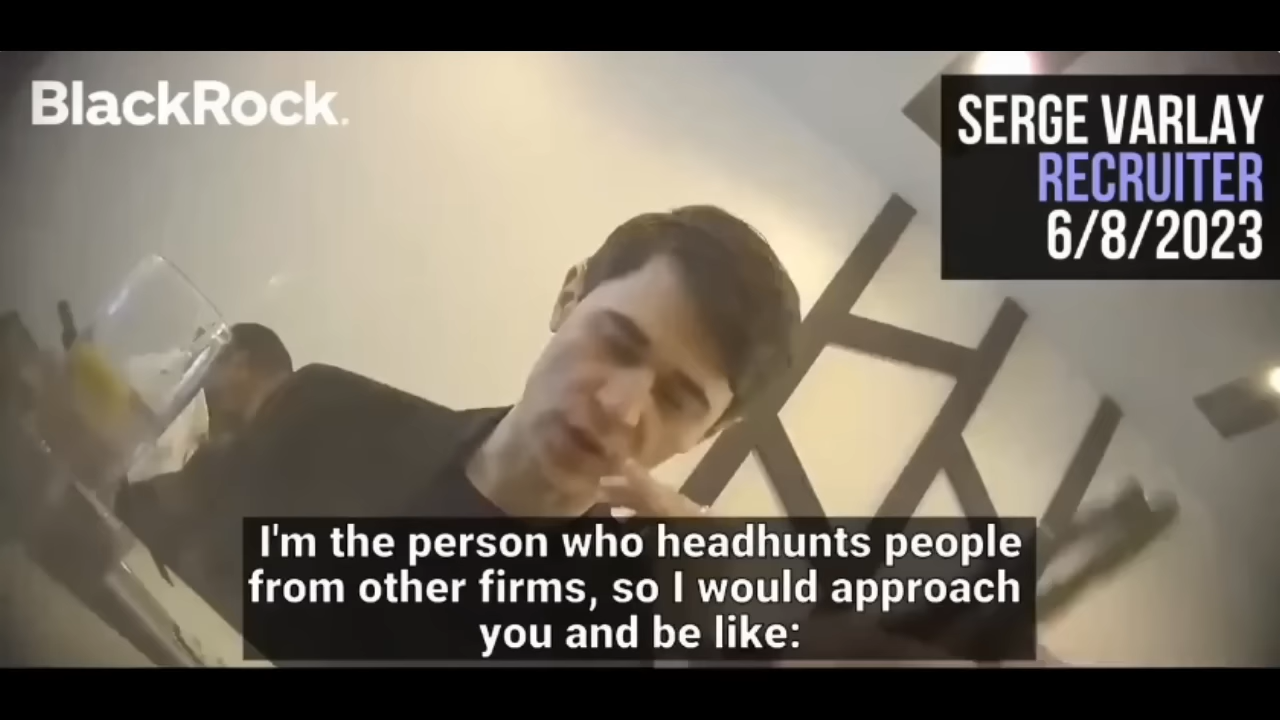 BlackRock.
SERGE VARLAY
RECRUITER
6/8/2023
I'm the person who headhunts people
from other firms, so I would approach
you and be like: